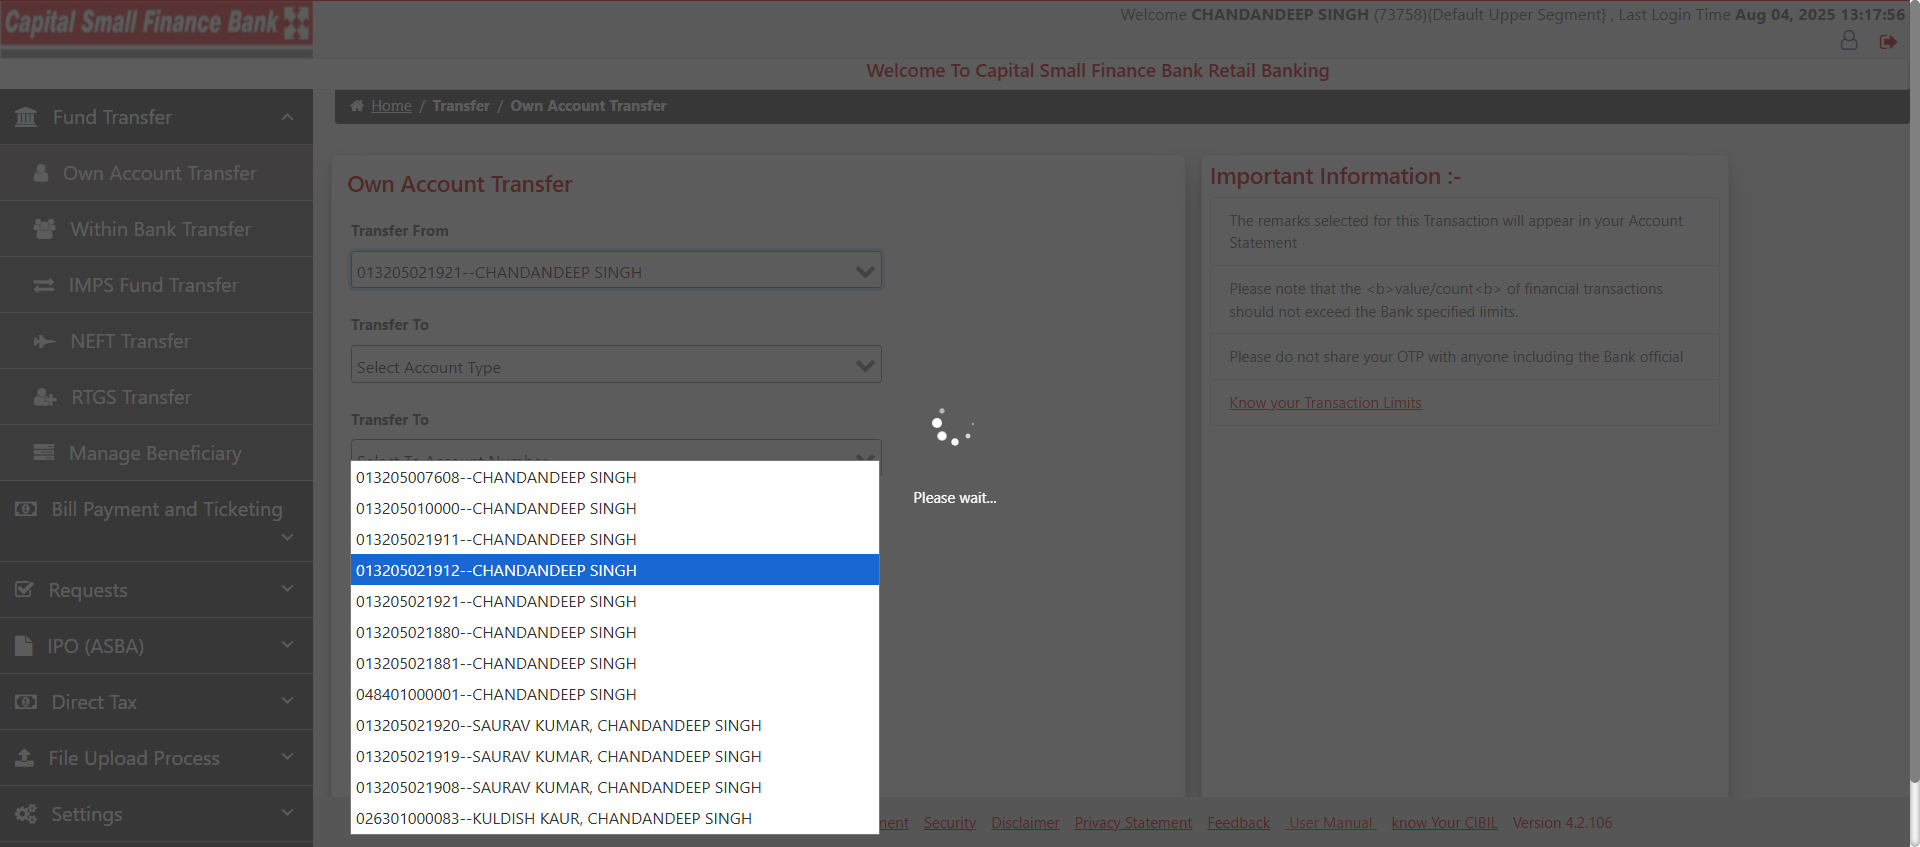 Capital Small Finance Bank
Welcome CHANDANDEEP SINGH (73758){Default Upper Segment} , Last Login Time Aug 04, 2025 13:17:56
Welcome To Capital Small Finance Bank Retail Banking
Fund Transfer
Own Account Transfer
Within Bank Transfer
IMPS Fund Transfer
NEFT Transfer
RTGS Transfer
Manage Beneficiary
Bill Payment and Ticketing
Requests
IPO (ASBA)
Direct Tax
File Upload Process
Settings
Home / Transfer / Own Account Transfer
Own Account Transfer
Transfer From
013205021921--CHANDANDEEP SINGH
Transfer To
Select Account Type
Transfer To
Select To Account Number
013205007608--CHANDANDEEP SINGH
013205010000--CHANDANDEEP SINGH
013205021911--CHANDANDEEP SINGH
013205021912--CHANDANDEEP SINGH
013205021921--CHANDANDEEP SINGH
013205021880--CHANDANDEEP SINGH
013205021881--CHANDANDEEP SINGH
048401000001--CHANDANDEEP SINGH
013205021920--SAURAV KUMAR, CHANDANDEEP SINGH
013205021919--SAURAV KUMAR, CHANDANDEEP SINGH
013205021908--SAURAV KUMAR, CHANDANDEEP SINGH
026301000083--KULDISH KAUR, CHANDANDEEP SINGH
Please wait...
Important Information :-
The remarks selected for this Transaction will appear in your Account
Statement
Please note that the <b>value/count<b> of financial transactions
should not exceed the Bank specified limits.
Please do not share your OTP with anyone including the Bank official
Know your Transaction Limits
Security Disclaimer Privacy Statement Feedback User Manual know Your CIBIL Version 4.2.106